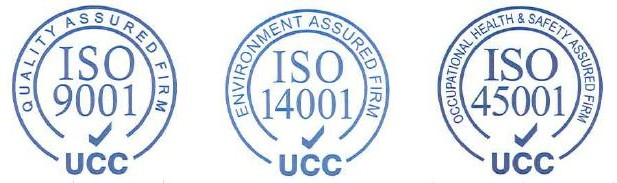 QUALITY ASSURED FIRM
ISO
9001
UCC
ENVIRONMENT ASSURED FIRM
ISO
14001
UCC
OCCUPATIONAL HEALTH & SAFETY ASSURED FIRM
ISO
45001
UCC